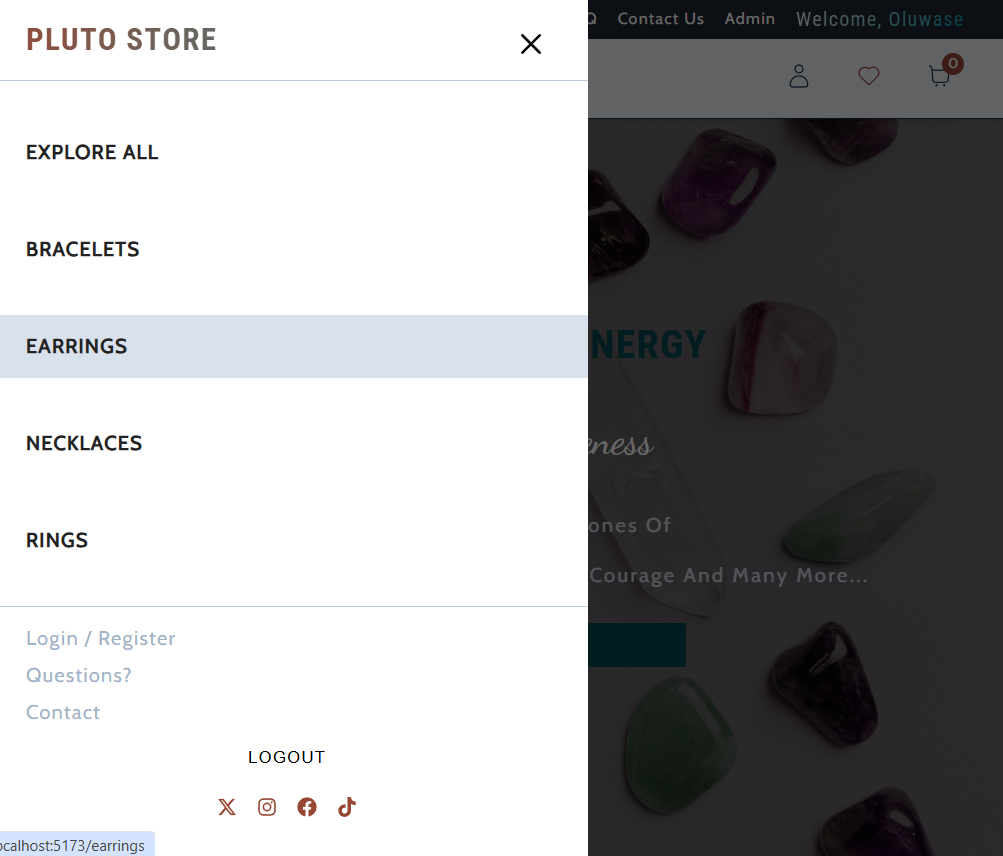 PLUTO STORE
Contact Us Admin Welcome, Oluwase
0
EXPLORE ALL
BRACELETS
EARRINGS
NERGY
NECKLACES
eness
ones Of
RINGS
Courage And Many More...
Login / Register
Questions?
Contact
LOGOUT
ocalhost:5173/earrings